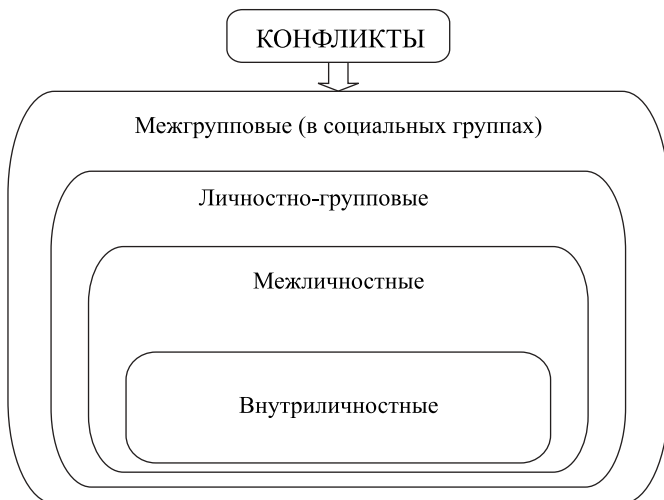 КОНФЛИКТЫ
Межгрупповые (в социальных группах)
Личностно-групповые
Межличностные
Внутриличностные